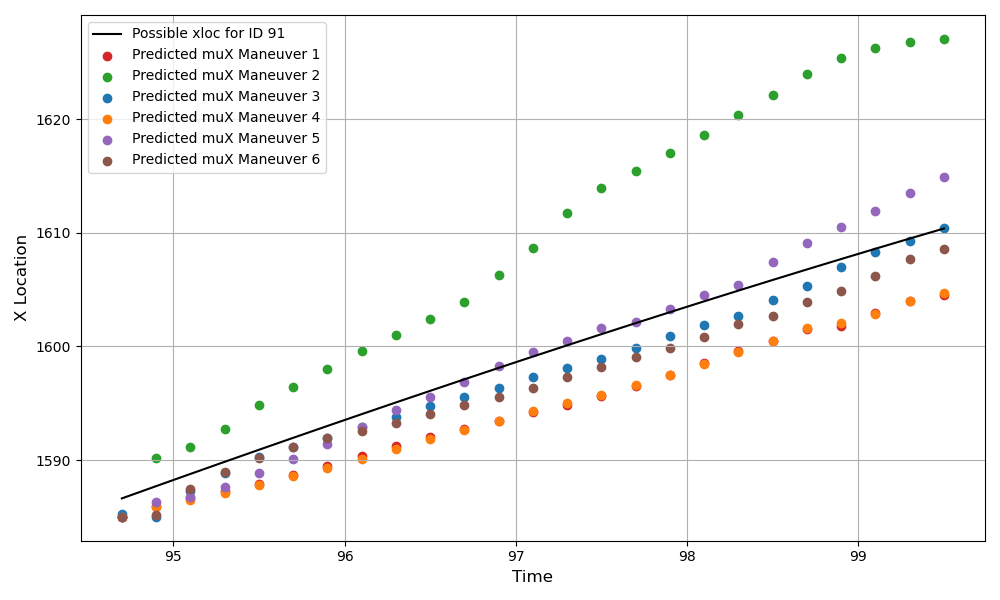 Possible xloc for ID 91
Predicted muX Maneuver 1
Predicted muX Maneuver 2
Predicted muX Maneuver 3
Predicted muX Maneuver 4
Predicted muX Maneuver 5
Predicted muX Maneuver 6
1620
1610
1600
1590
X Location
95 96 97 98 99
Time